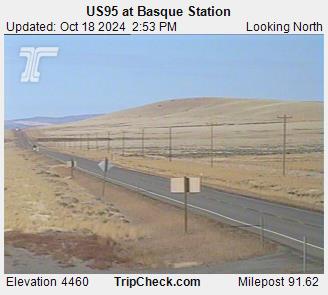 US95 at Basque Station
Updated: Oct 18 2024 2:53 PM Looking North
Elevation 4460 TripCheck.com Milepost 91.62